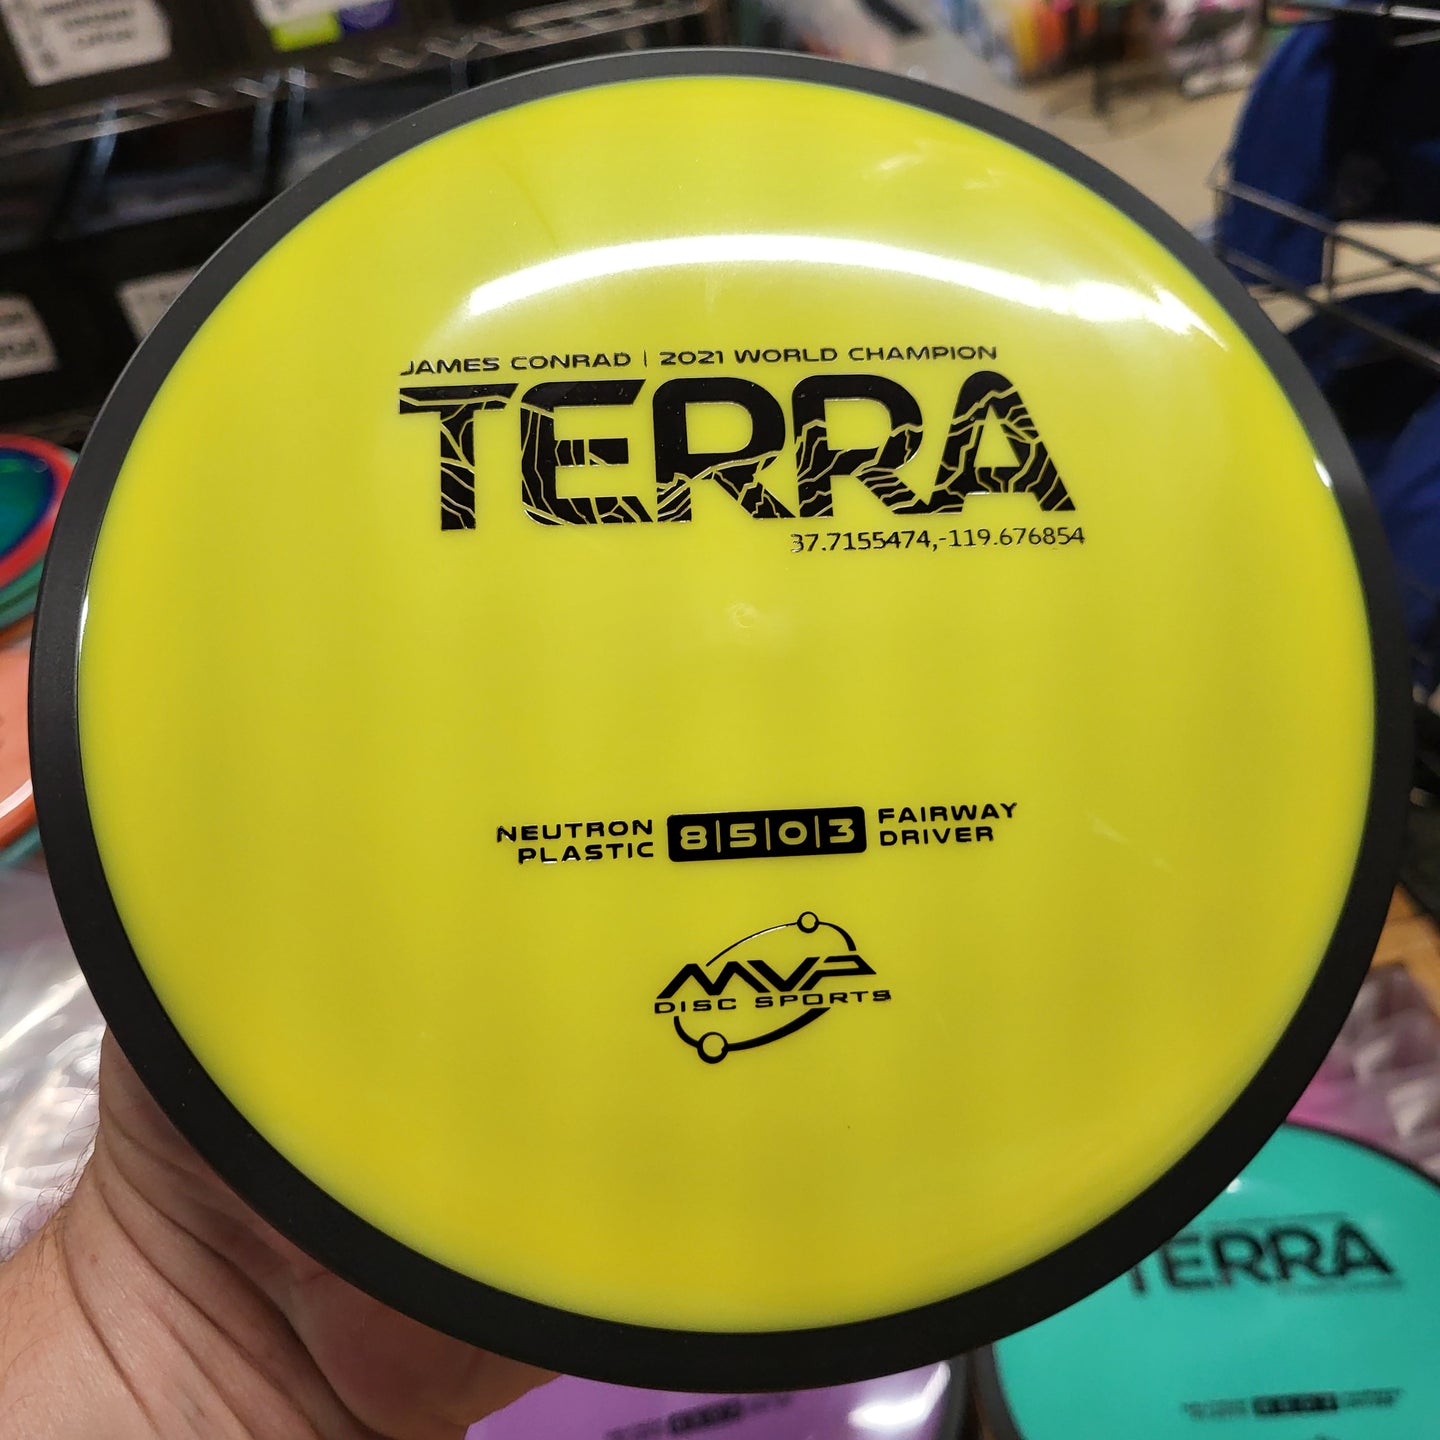 JAMES CONRAD | 2021 WORLD CHAMPION
TERRA
37.7155474,-119.676854
NEUTRON PLASTIC
8|5|0|3
FAIRWAY DRIVER
MVP
DISC SPORTS
TERRA